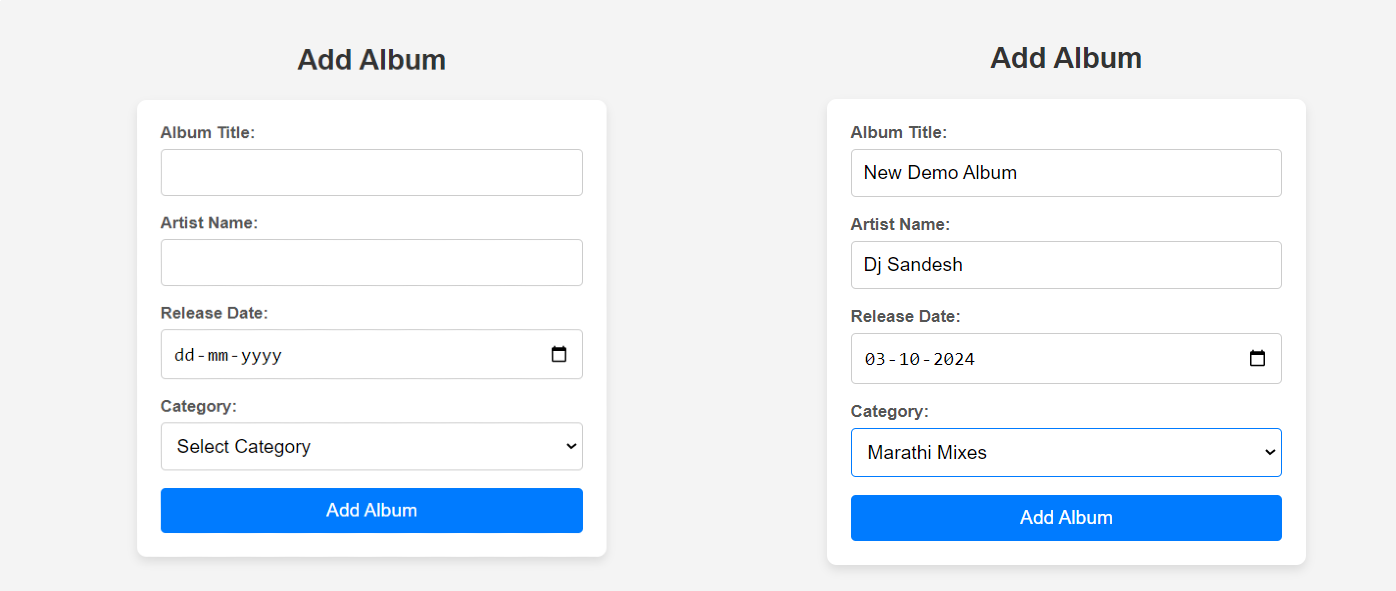 Add Album
Album Title:
Artist Name:
Release Date:
dd-mm-yyyy
Category:
Select Category
Add Album
Add Album
Album Title:
New Demo Album
Artist Name:
Dj Sandesh
Release Date:
03-10-2024
Category:
Marathi Mixes
Add Album